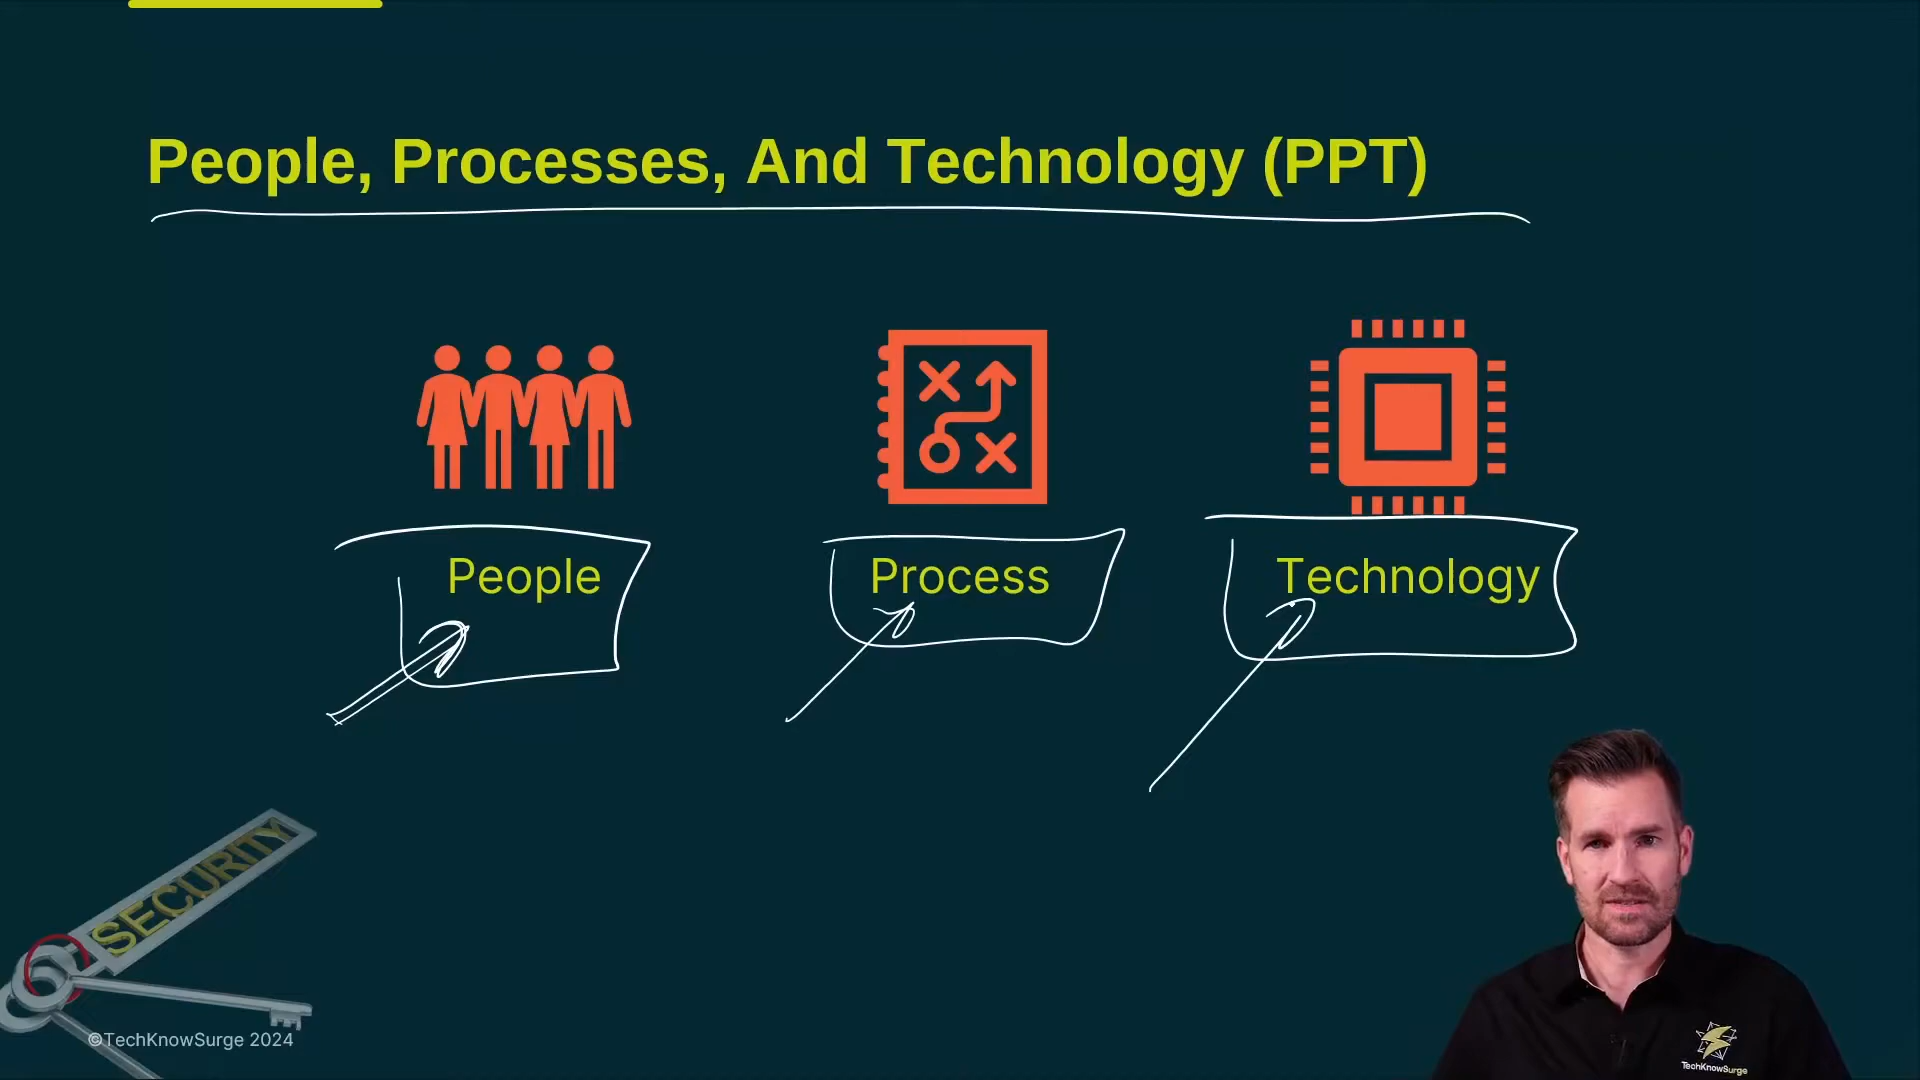 People, Processes, And Technology (PPT)
People
Process
Technology
SECURITY
©TechKnowSurge 2024
TechKnowSurge